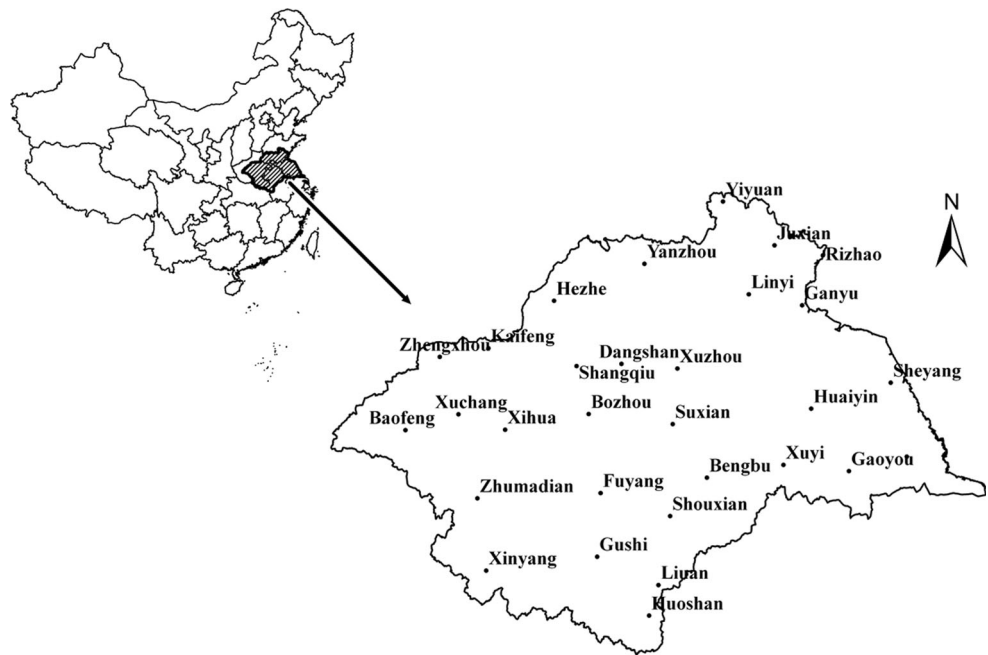 Yiyuan
N
Juxian
Yanzhou
Rizhao
Linyi
Hezhe
Ganyu
Kaifeng
Zhengxhou
Dangshan
Xuzhou
Shangqiu
Sheyang
Xuchang
Bozhou
Huaiyin
Baofeng
Xihua
Suxian
Xuyi
Gaoyou
Bengbu
Zhumadian
Fuyang
Shouxian
Gushi
Xinyang
Liuan
Huoshan